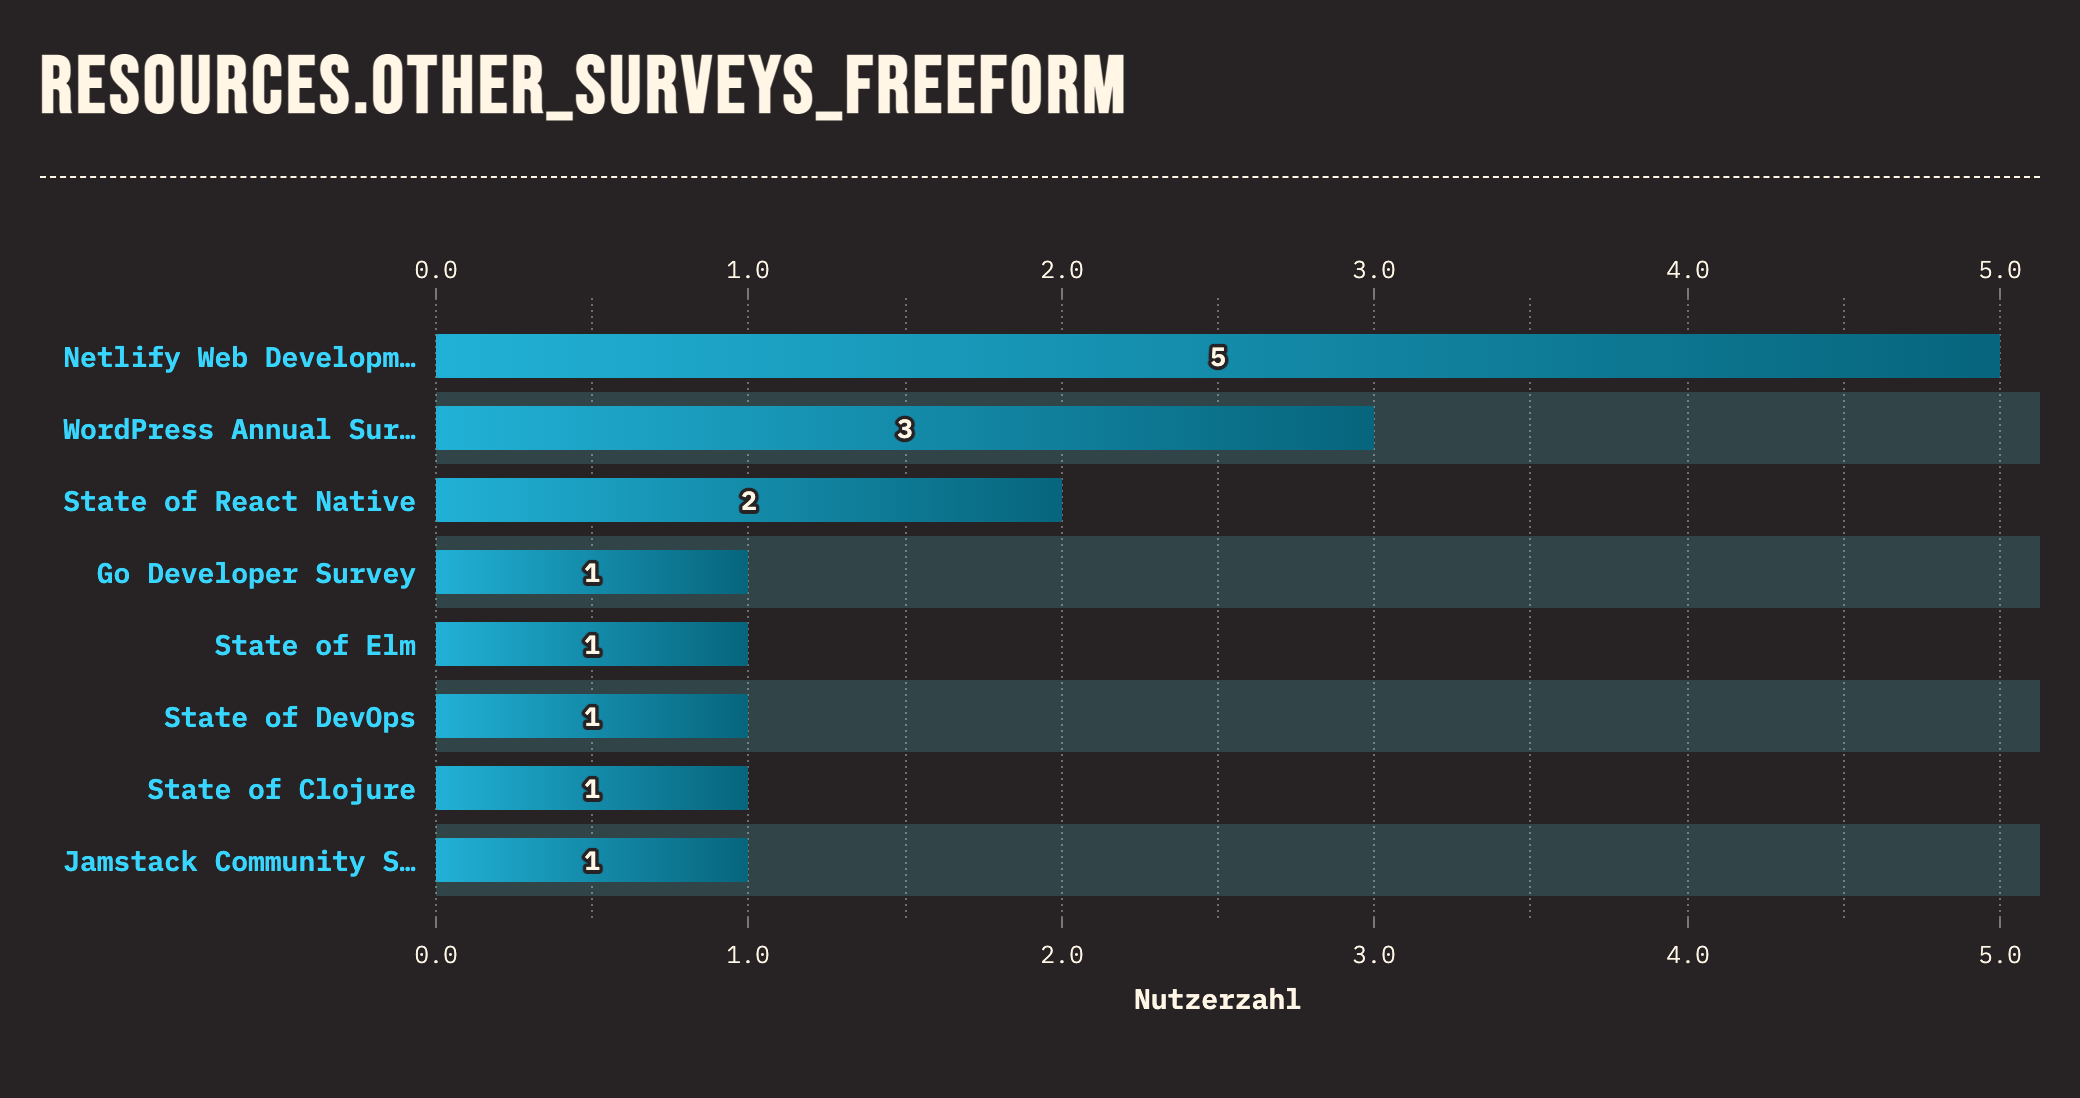 RESOURCES.OTHER_SURVEYS_FREEFORM
0.0 1.0 2.0 3.0 4.0 5.0
Netlify Web Developm… 5
WordPress Annual Sur… 3
State of React Native 2
Go Developer Survey 1
State of Elm 1
State of DevOps 1
State of Clojure 1
Jamstack Community S… 1
0.0 1.0 2.0 3.0 4.0 5.0
Nutzerzahl